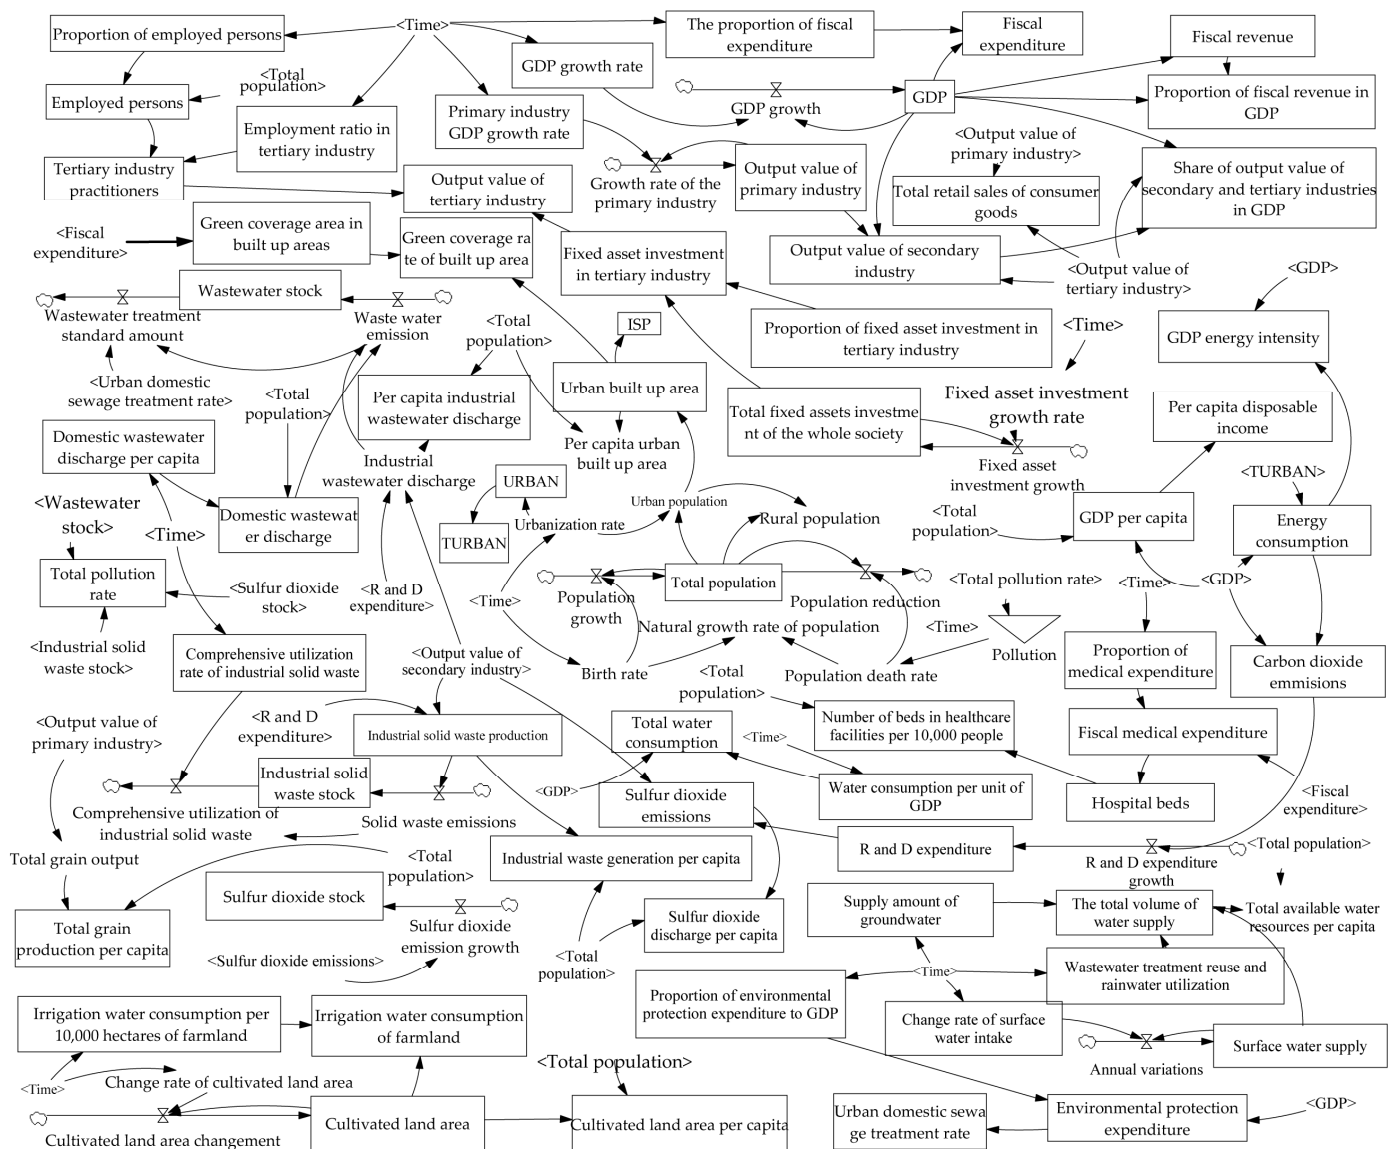 Proportion of employed persons
<Time>
The proportion of fiscal
expenditure
Fiscal
expenditure
Fiscal revenue
GDP growth rate
<Total
population>
Employed persons
GDP growth
GDP
Proportion of fiscal revenue in
GDP
Primary industry
GDP growth rate
Employment ratio in
tertiary industry
<Output value of
primary industry>
Tertiary industry
practitioners
Output value of
tertiary industry
Growth rate of the
primary industry
Output value of
primary industry
Total retail sales of consumer
goods
Share of output value of
secondary and tertiary industries
in GDP
<Fiscal
expenditure>
Green coverage area in
built up areas
Green coverage ra
te of built up area
Fixed asset investment
in tertiary industry
Output value of secondary
industry
<Output value of
tertiary industry>
<GDP>
Wastewater stock
Wastewater treatment
standard amount
Waste water
emission
<Total
population>
ISP
Proportion of fixed asset investment in
tertiary industry
<Time>
GDP energy intensity
<Urban domestic
sewage treatment rate>
<Total
population>
Per capita industrial
wastewater discharge
Urban built up area
Total fixed assets investme
nt of the whole society
Fixed asset investment
growth rate
Per capita disposable
income
Domestic wastewater
discharge per capita
Industrial
wastewater discharge
Per capita urban
built up area
Fixed asset
investment growth
<TURBAN>
<Wastewater
stock>
<Time>
Domestic wastewat
er discharge
URBAN
TURBAN
Urbanization rate
Urban population
Rural population
<Total
population>
GDP per capita
Energy
consumption
Total pollution
rate
<Sulfur dioxide
stock>
<R and D
expenditure>
<Time>
Population
growth
Total population
Population reduction
<Total pollution rate>
<Time>
<GDP>
Natural growth rate of population
<Time>
Pollution
<Industrial solid
waste stock>
Comprehensive utilization
rate of industrial solid waste
<Output value of
secondary industry>
Birth rate
Population death rate
Proportion of
medical expenditure
Carbon dioxide
emmisions
<Total
population>
<Output value of
primary industry>
<R and D
expenditure>
Industrial solid waste production
Total water
consumption
<Time>
Number of beds in healthcare
facilities per 10,000 people
Fiscal medical expenditure
Industrial solid
waste stock
<GDP>
Sulfur dioxide
emissions
Water consumption per unit of
GDP
Hospital beds
<Fiscal
expenditure>
Comprehensive utilization of
industrial solid waste
Solid waste emissions
Total grain output
<Total
population>
Industrial waste generation per capita
R and D expenditure
R and D expenditure
growth
<Total population>
Sulfur dioxide stock
Sulfur dioxide
emission growth
Sulfur dioxide
discharge per capita
Supply amount of
groundwater
The total volume of
water supply
Total available water
resources per capita
Total grain
production per capita
<Sulfur dioxide emissions>
<Total
population>
<Time>
Wastewater treatment reuse and
rainwater utilization
Proportion of environmental
protection expenditure to GDP
Irrigation water consumption per
10,000 hectares of farmland
Irrigation water consumption
of farmland
Change rate of surface
water intake
Annual variations
Surface water supply
<Time>
Change rate of cultivated land area
<Total population>
Cultivated land area changement
Cultivated land area
Cultivated land area per capita
Urban domestic sewa
ge treatment rate
Environmental protection
expenditure
<GDP>